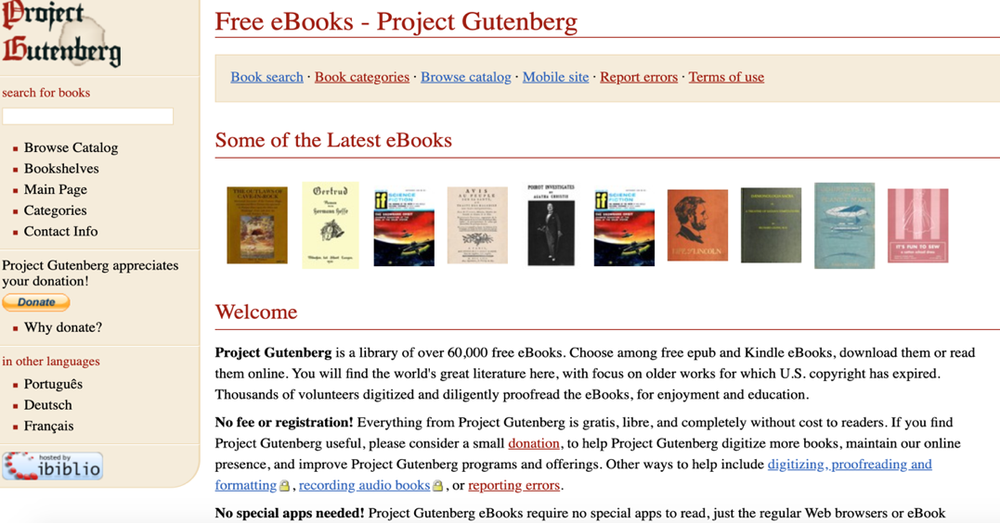 Project
Gutenberg
search for books
Browse Catalog
Bookshelves
Main Page
Categories
Contact Info
Project Gutenberg appreciates
your donation!
Donate
Why donate?
in other languages
Português
Deutsch
Français
hosted by
ibiblio
Free eBooks - Project Gutenberg
Book search · Book categories · Browse catalog · Mobile site · Report errors · Terms of use
Some of the Latest eBooks
THE OUTLAWS OF
CAVE-IN-ROCK
Gertrud
Roman
von
Hermann Hesse
if SCIENCE
FICTION
AVIS
AU PEUPLE
POIROT INVESTIGATES
BY
AGATHA CHRISTIE
if SCIENCE
FICTION
LINCOLN
IT'S FUN TO SEW
Welcome
Project Gutenberg is a library of over 60,000 free eBooks. Choose among free epub and Kindle eBooks, download them or read
them online. You will find the world's great literature here, with focus on older works for which U.S. copyright has expired.
Thousands of volunteers digitized and diligently proofread the eBooks, for enjoyment and education.
No fee or registration! Everything from Project Gutenberg is gratis, libre, and completely without cost to readers. If you find
Project Gutenberg useful, please consider a small donation, to help Project Gutenberg digitize more books, maintain our online
presence, and improve Project Gutenberg programs and offerings. Other ways to help include digitizing, proofreading and
formatting, recording audio books, or reporting errors.
No special apps needed! Project Gutenberg eBooks require no special apps to read, just the regular Web browsers or eBook